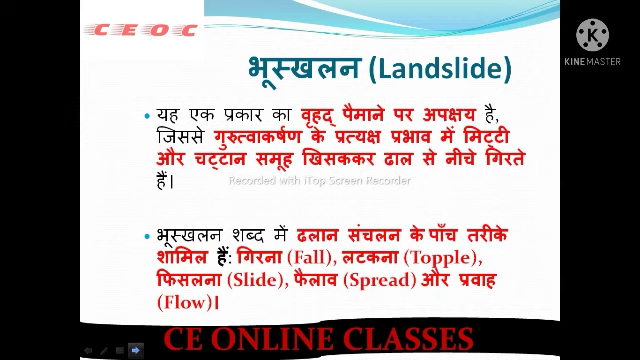 CEOC
KINEMASTER
भूस्खलन (Landslide)
• यह एक प्रकार का वृहद् पैमाने पर अपक्षय है,
जिससे गुरुत्वाकर्षण के प्रत्यक्ष प्रभाव में मिट्टी
और चट्टान समूह खिसककर ढाल से नीचे गिरते
हैं।
Recorded with iTop Screen Recorder
• भूस्खलन शब्द में ढलान संचलन के पाँच तरीके
शामिल हैं: गिरना (Fall), लटकना (Topple),
फिसलना (Slide), फैलाव (Spread) और प्रवाह
(Flow)।
CE ONLINE CLASSES